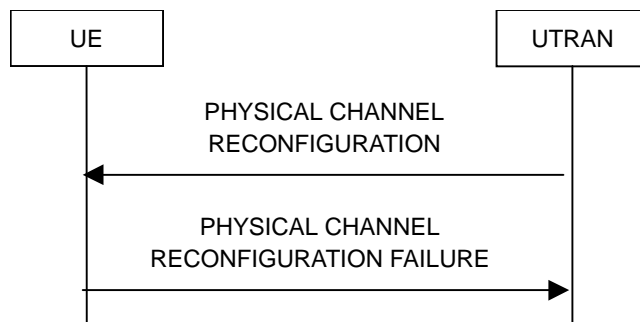 UE
UTRAN
PHYSICAL CHANNEL
RECONFIGURATION
PHYSICAL CHANNEL
RECONFIGURATION FAILURE